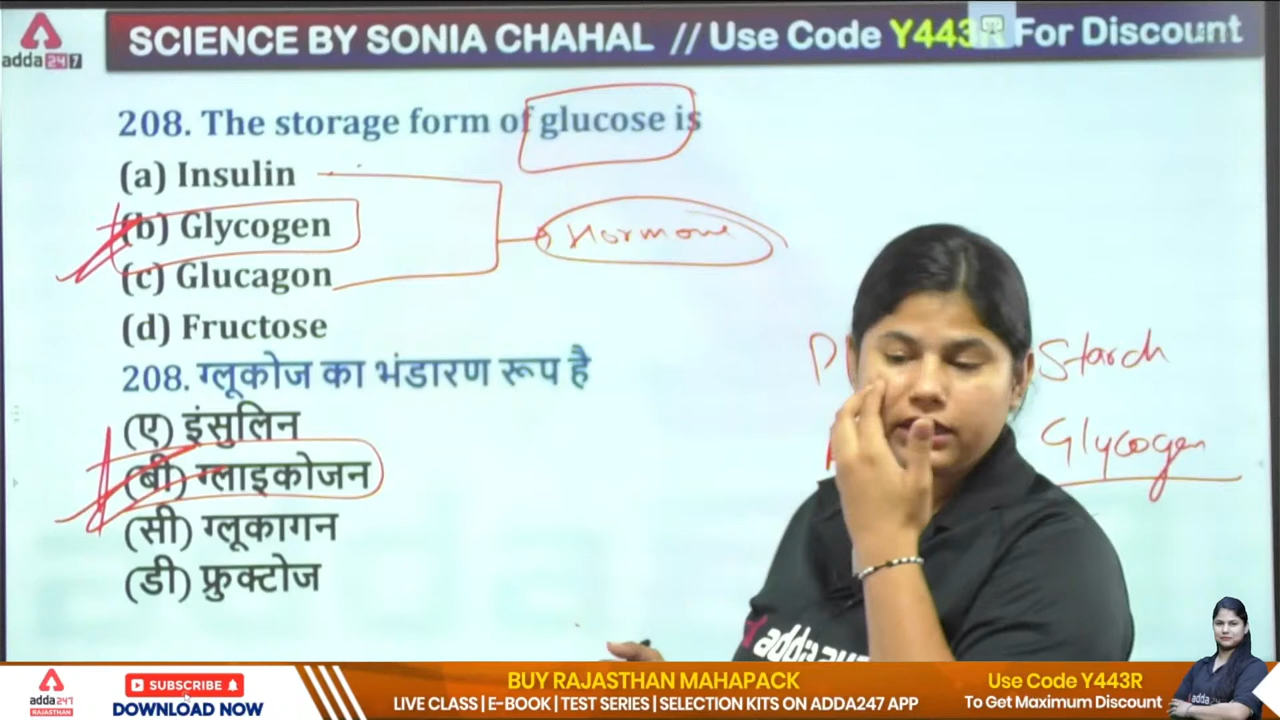 SCIENCE BY SONIA CHAHAL // Use Code Y443R For Discount
adda247
208. The storage form of glucose is
(a) Insulin
(b) Glycogen
Hormone
(c) Glucagon
(d) Fructose
Starch
Glycogen
208. ग्लूकोज का भंडारण रूप है
(ए) इंसुलिन
(बी) ग्लाइकोजन
(सी) ग्लूकागन
(डी) फ्रुक्टोज
adda247
RAJASTHAN
SUBSCRIBE
DOWNLOAD NOW
BUY RAJASTHAN MAHAPACK
LIVE CLASS | E-BOOK | TEST SERIES | SELECTION KITS ON ADDA247 APP
Use Code Y443R
To Get Maximum Discount